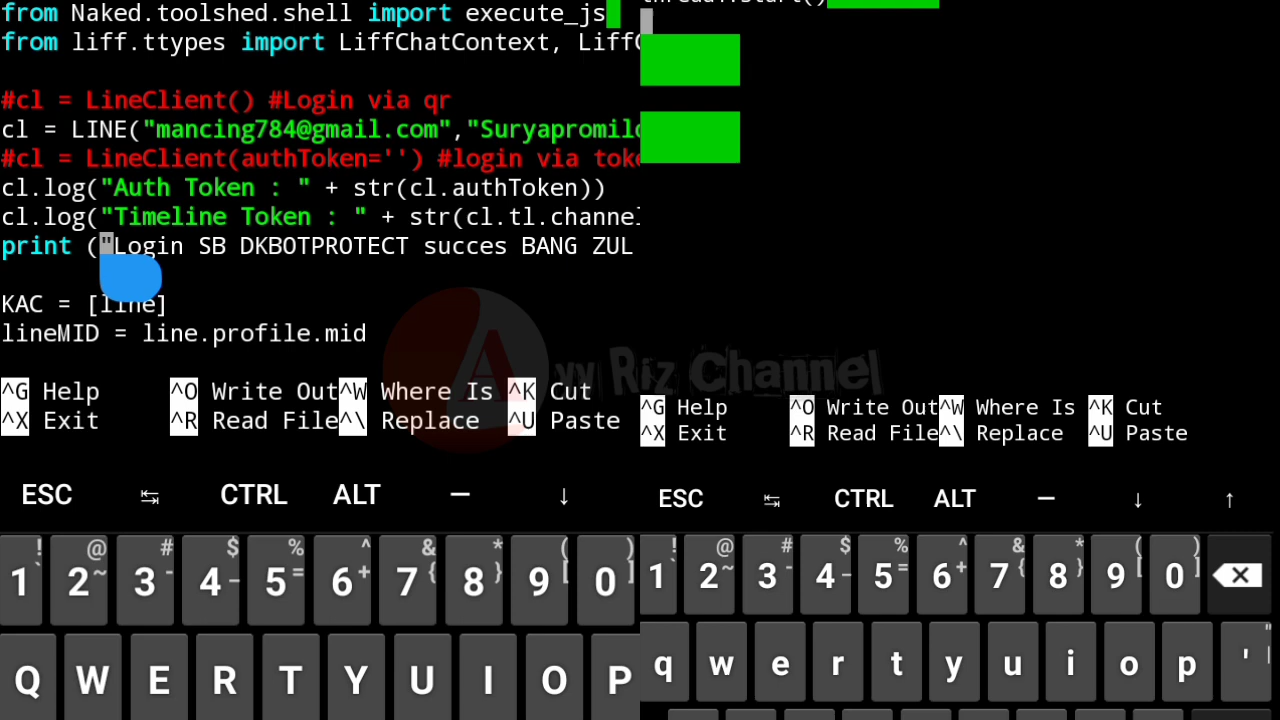 from Naked.toolshed.shell import execute_js
from liff.ttypes import LiffChatContext,
#cl = LineClient() #Login via qr
cl = LINE("mancing784@gmail.com","Suryapromil
#cl = LineClient(authToken='') #login via toke
cl.log("Auth Token : " + str(cl.authToken))
cl.log("Timeline Token : " + str(cl.tl.channel
print ("Login SB DKBOTPROTECT succes BANG ZUL
KAC = [line]
lineMID = line.profile.mid
^G Help ^O Write Out ^W Where Is ^K Cut
^X Exit ^R Read File ^\ Replace ^U Paste
ESC ↹ CTRL ALT — ↓
! @ # $ % ^ & * ( )
1 ` 2 ~ 3 - 4 _ 5 = 6 + 7 { 8 } 9 [ 0 ]
Q W E R T Y U I O P
^G Help ^O Write Out ^W Where Is ^K Cut
^X Exit ^R Read File ^\ Replace ^U Paste
ESC ↹ CTRL ALT — ↓ ↑
! @ # $ % ^ & * ( )
1 ` 2 ~ 3 - 4 _ 5 = 6 + 7 { 8 } 9 [ 0 ]
q w e r t y u i o p '
A yy Riz Channel